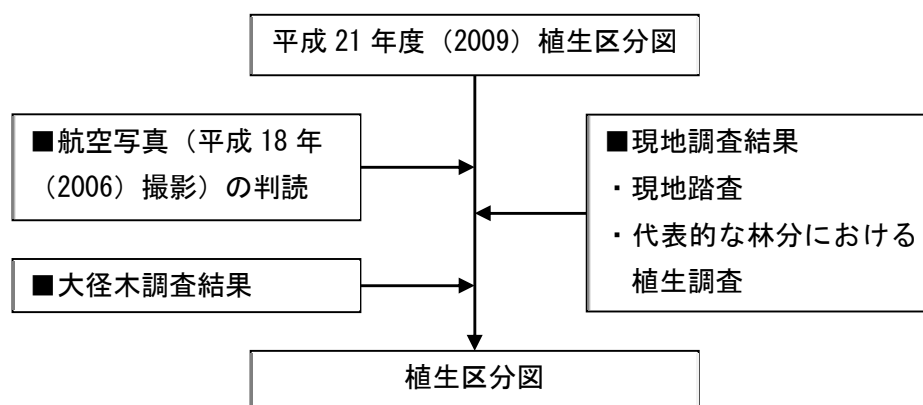 平成 21 年度（2009）植生区分図
■航空写真（平成 18 年
（2006）撮影）の判読
■現地調査結果
・現地踏査
・代表的な林分における
植生調査
■大径木調査結果
植生区分図